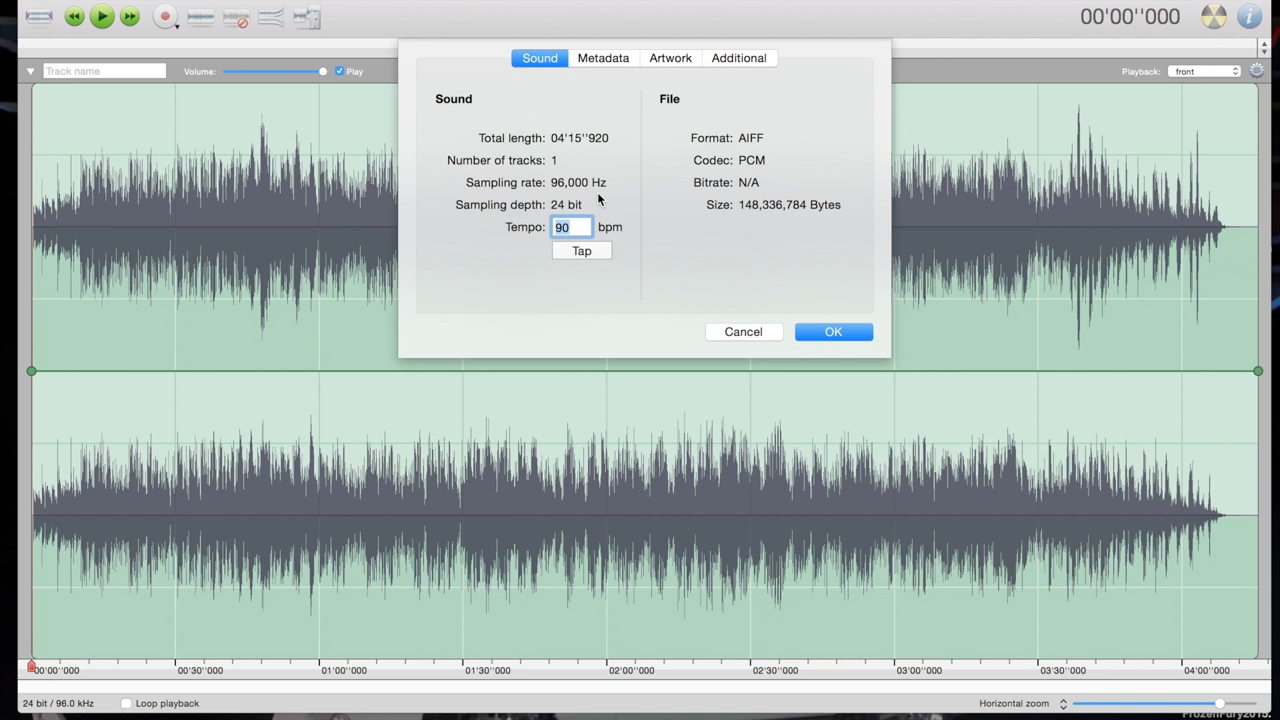 00'00''000
Sound Metadata Artwork Additional
Track name
Volume:
Play
Playback: front
Sound
File
Total length: 04'15''920
Format: AIFF
Number of tracks: 1
Codec: PCM
Sampling rate: 96,000 Hz
Bitrate: N/A
Sampling depth: 24 bit
Size: 148,336,784 Bytes
Tempo: 90 bpm
Tap
Cancel
OK
00'00''000 00'30''000 01'00''000 01'30''000 02'00''000 02'30''000 03'00''000 03'30''000 04'00''000
24 bit / 96.0 kHz
Loop playback
Horizontal zoom
FrozenFury2015.